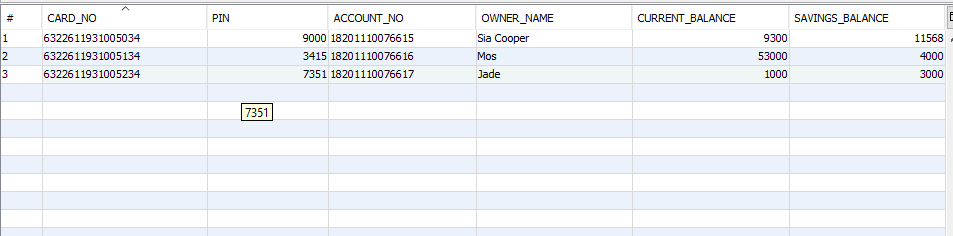 # CARD_NO PIN ACCOUNT_NO OWNER_NAME CURRENT_BALANCE SAVINGS_BALANCE
1 6322611931005034 9000 18201110076615 Sia Cooper 9300 11568
2 6322611931005134 3415 18201110076616 Mos 53000 4000
3 6322611931005234 7351 18201110076617 Jade 1000 3000
7351